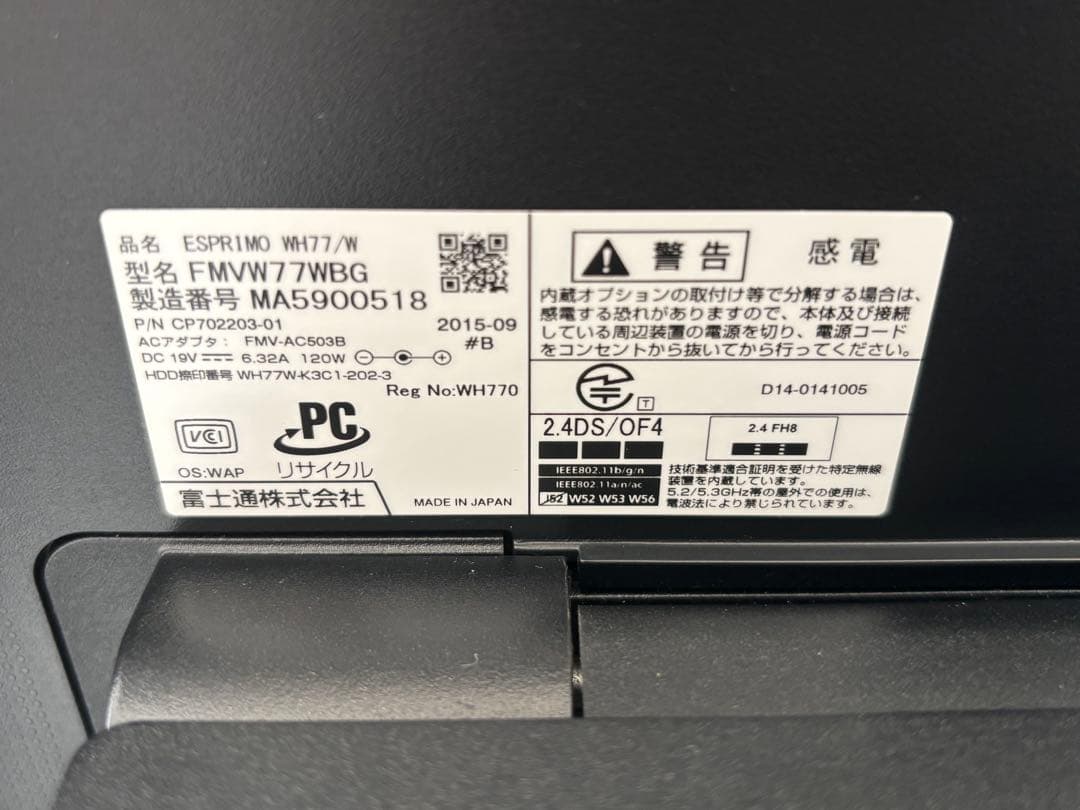 品名 ESPRIMO WH77/W
型名 FMVW77WBG
製造番号 MA5900518
P/N CP702203-01
2015-09
ACアダプタ: FMV-AC503B
#B
DC 19V 6.32A 120W
HDD捺印番号 WH77W-K3C1-202-3
Reg No:WH770
VCI
PC
リサイクル
OS:WAP
富士通株式会社
MADE IN JAPAN
警告
感電
内蔵オプションの取付け等で分解する場合は、
感電する恐れがありますので、本体及び接続
している周辺装置の電源を切り、電源コード
をコンセントから抜いてから行ってください。
T
D14-0141005
2.4DS/OF4
2.4 FH8
IEEE802.11b/g/n
IEEE802.11a/n/ac
J52 W52 W53 W56
技術基準適合証明を受けた特定無線
装置を内蔵しています。
5.2/5.3GHz帯の屋外での使用は、
電波法により禁じられています。